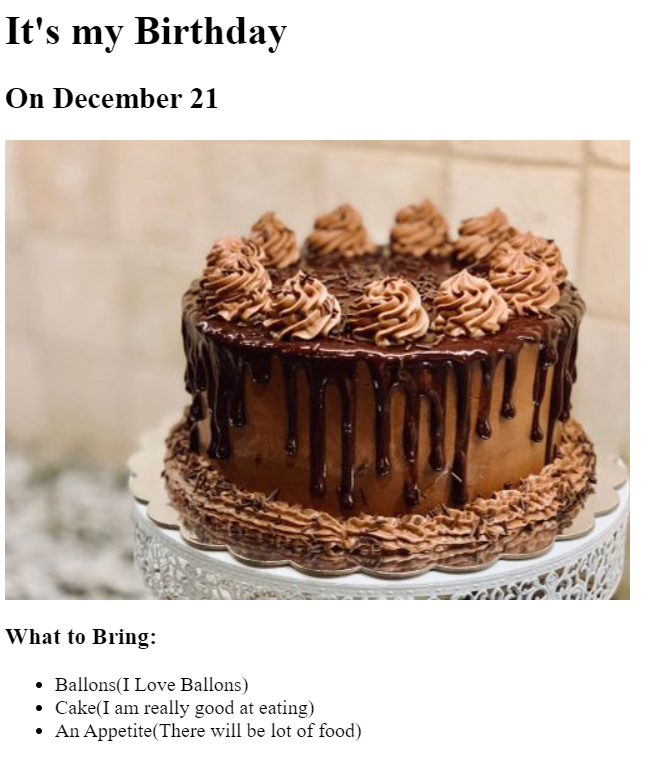 It's my Birthday
On December 21
What to Bring:
Ballons(I Love Ballons)
Cake(I am really good at eating)
An Appetite(There will be lot of food)